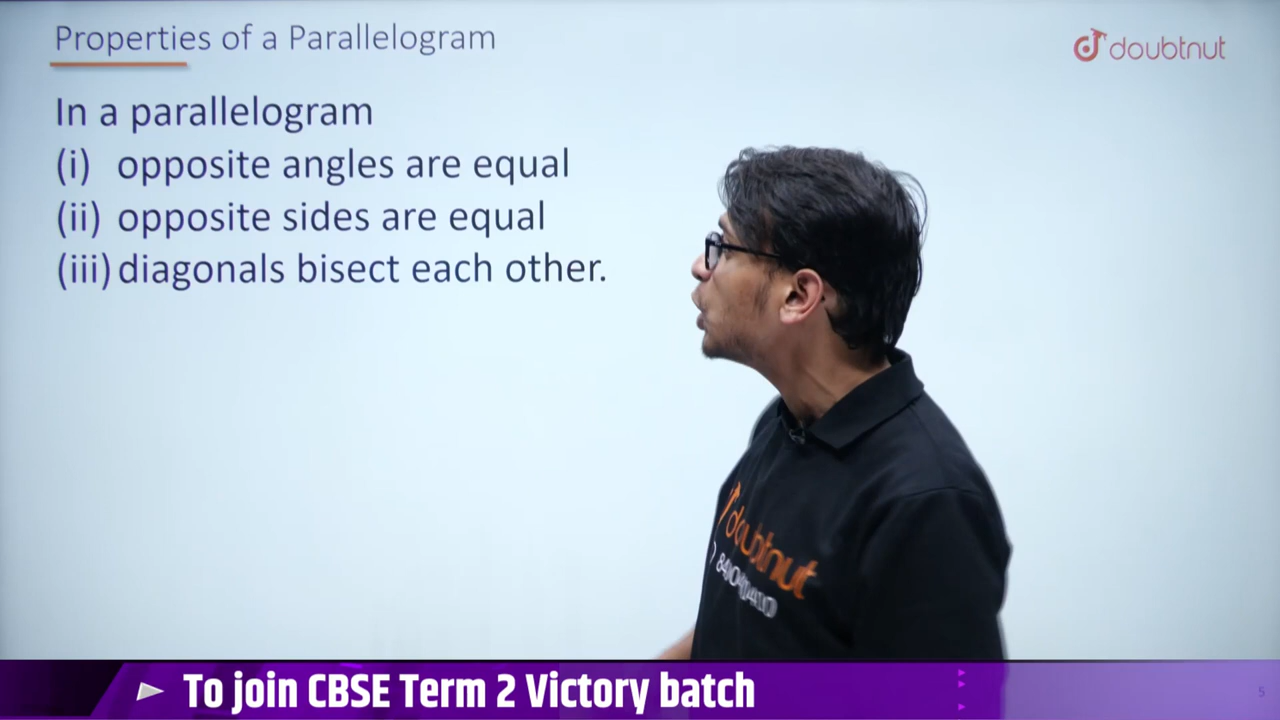 Properties of a Parallelogram
doubtnut
In a parallelogram
(i) opposite angles are equal
(ii) opposite sides are equal
(iii) diagonals bisect each other.
doubtnut
To join CBSE Term 2 Victory batch
5